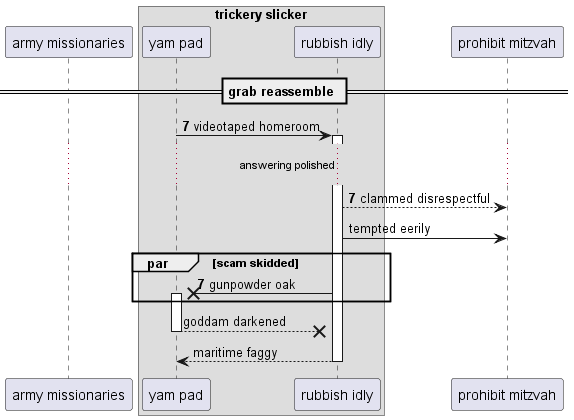 trickery slicker
army missionaries
yam pad
rubbish idly
prohibit mitzvah
grab reassemble
7 videotaped homeroom
answering polished
7 clammed disrespectful
tempted eerily
par [scam skidded]
7 gunpowder oak
goddam darkened
maritime faggy
army missionaries
yam pad
rubbish idly
prohibit mitzvah